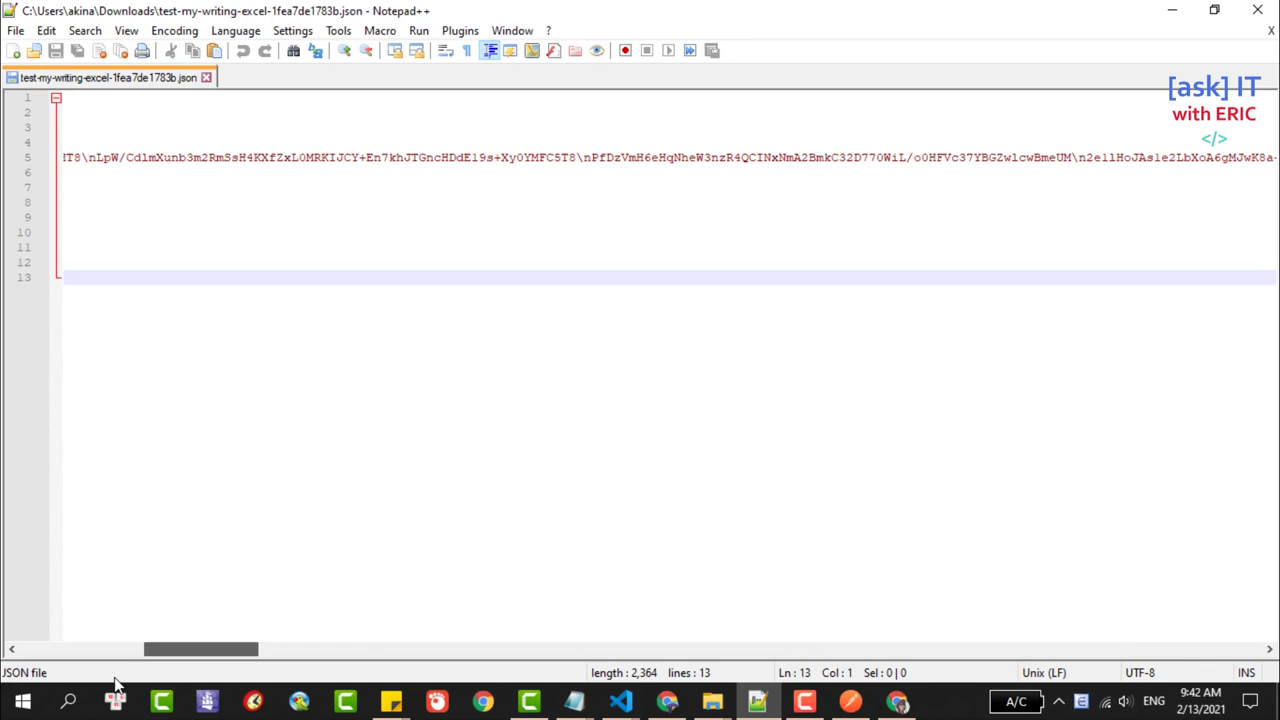 C:\Users\akina\Downloads\test-my-writing-excel-1fea7de1783b.json - Notepad++
File Edit Search View Encoding Language Settings Tools Macro Run Plugins Window ? X
test-my-writing-excel-1fea7de1783b.json
[ask] IT
with ERIC
</>
1
2
3
4
5
6
7
8
9
10
11
12
13
JSON file length : 2,364 lines : 13 Ln : 13 Col : 1 Sel : 0 | 0 Unix (LF) UTF-8 INS
A/C ENG 9:42 AM
2/13/2021